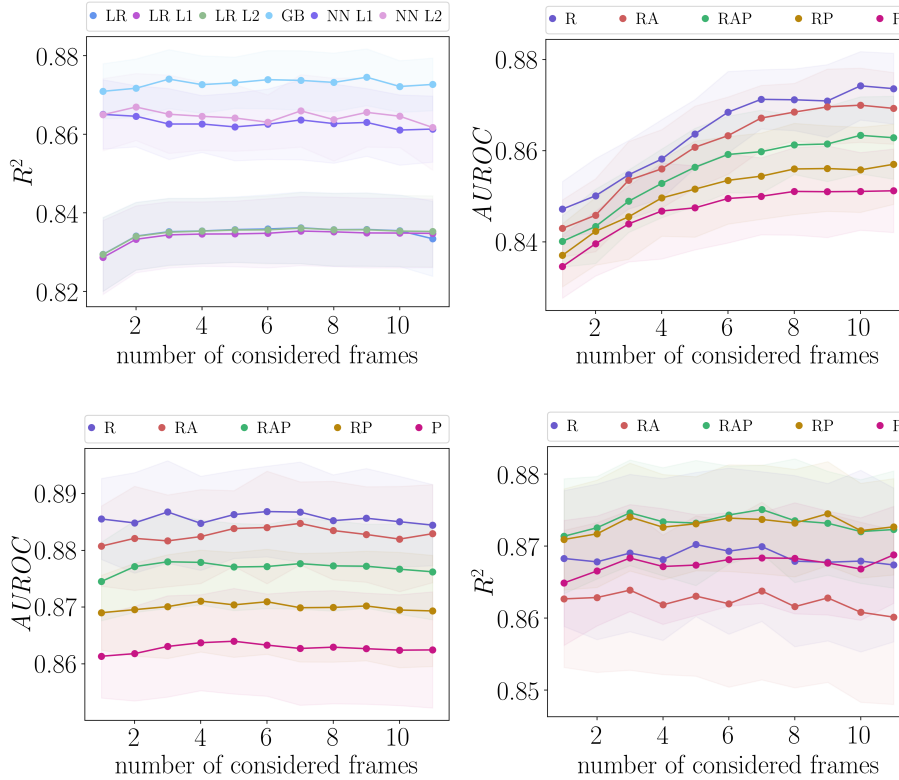 LR LR L1 LR L2 GB NN L1 NN L2
0.88
0.86
0.84
0.82
R²
2 4 6 8 10
number of considered frames
R RA RAP RP P
0.88
0.86
0.84
AUROC
2 4 6 8 10
number of considered frames
R RA RAP RP P
0.89
0.88
0.87
0.86
AUROC
2 4 6 8 10
number of considered frames
R RA RAP RP P
0.88
0.87
0.86
0.85
R²
2 4 6 8 10
number of considered frames